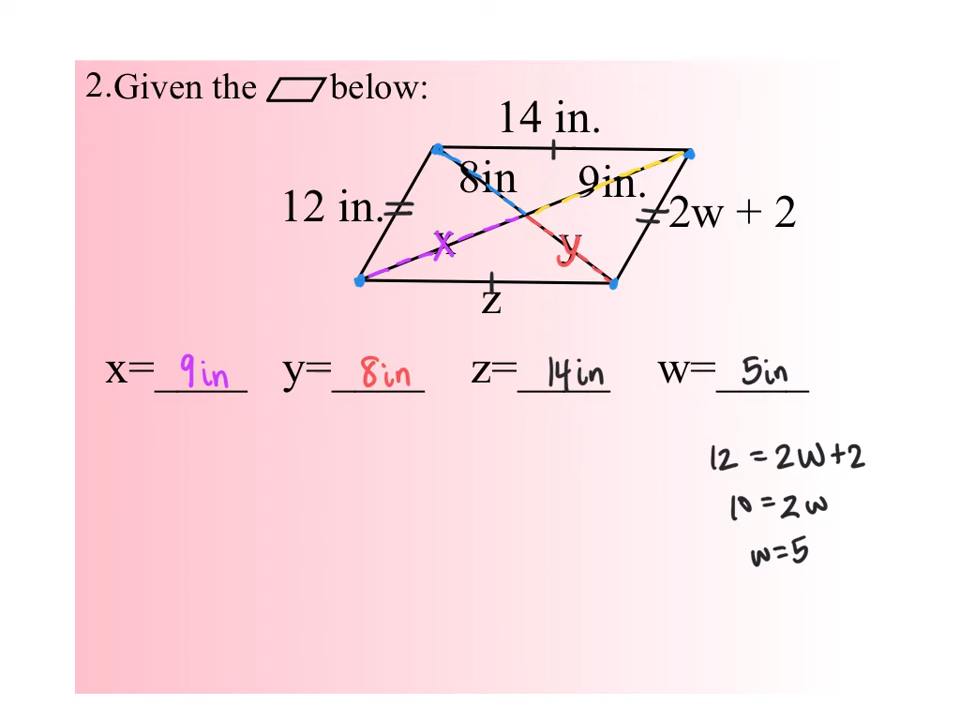 2.Given the below:
14 in.
8in 9in.
12 in. 2w + 2
x y
z
x= 9in y= 8in z= 14in w= 5in
12 = 2w+2
10 = 2w
w=5